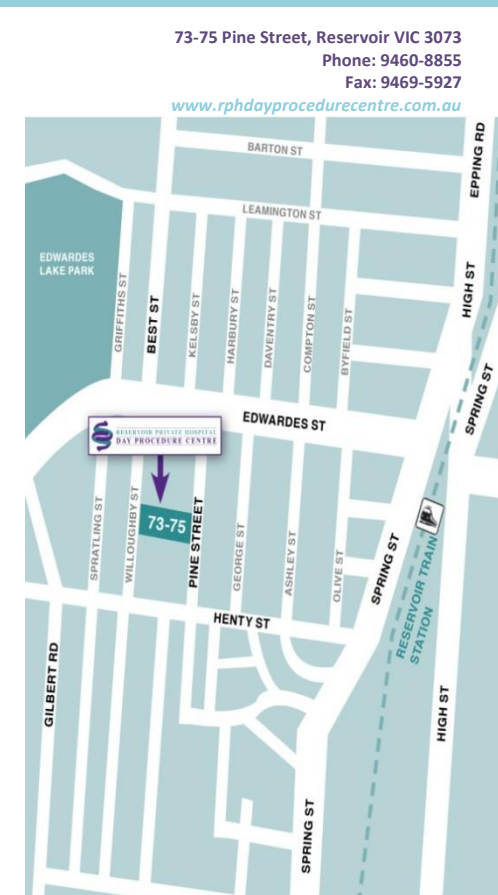 73-75 Pine Street, Reservoir VIC 3073
Phone: 9460-8855
Fax: 9469-5927
www.rphdayprocedurecentre.com.au
EPPING RD
BARTON ST
LEAMINGTON ST
EDWARDES
LAKE PARK
GRIFFITHS ST
BEST ST
KELSBY ST
HARBURY ST
DAVENTRY ST
COMPTON ST
BYFIELD ST
HIGH ST
SPRING ST
EDWARDES ST
RESERVOIR PRIVATE HOSPITAL
DAY PROCEDURE CENTRE
SPRATLING ST
WILLOUGHBY ST
73-75
PINE STREET
GEORGE ST
ASHLEY ST
OLIVE ST
SPRING ST
RESERVOIR TRAIN
STATION
HENTY ST
GILBERT RD
HIGH ST
SPRING ST